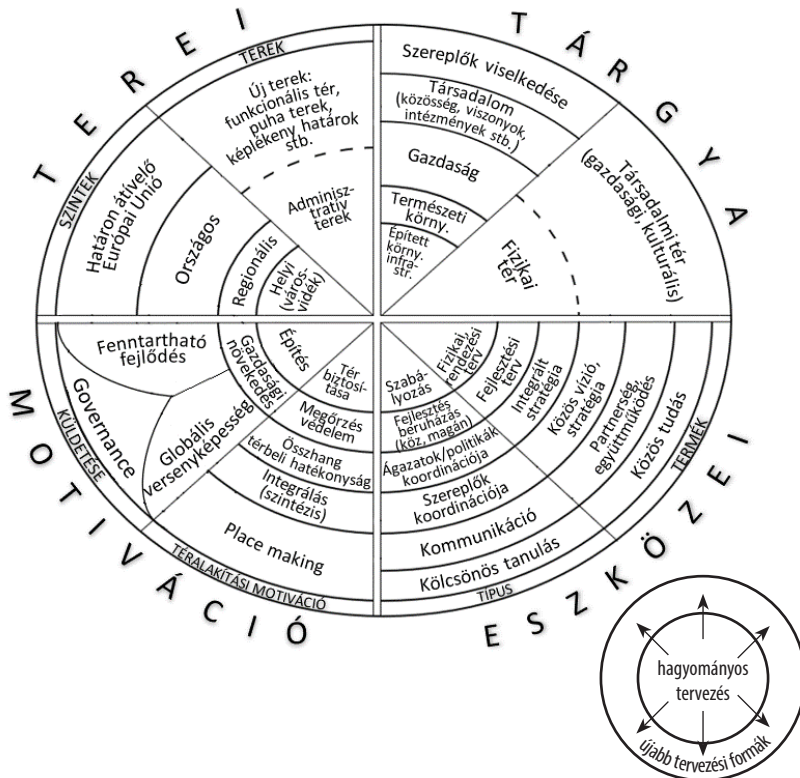 TEREI
TEREK
Új terek:
funkcionális tér,
puha terek,
képlékeny határok
stb.
Adminisz-
tratív
terek
SZINTEK
Határon átívelő
Európai Unió
Országos
Regionális
Helyi
(város-
vidék)
TÁRGYA
Szereplők viselkedése
Társadalom
(közösség, viszonyok,
intézmények stb.)
Gazdaság
Természeti
körny.
Épített
körny.
infra-
str.
Társadalmi tér
(gazdasági, kulturális)
Fizikai
tér
MOTIVÁCIÓ
KÜLDETÉSE
Fenntartható
fejlődés
Governance
Globális
versenyképesség
Gazdasági
növekedés
Építés
Tér
biztosí-
tása
Megőrzés
védelem
Összhang
térbeli hatékonyság
Integrálás
(szintézis)
Place making
TÉRALAKÍTÁSI MOTIVÁCIÓ
ESZKÖZEI
Szabá-
lyozás
Fejlesztés
beruházás
(köz, magán)
Ágazatok/politikák
koordinációja
Szereplők
koordinációja
Kommunikáció
Kölcsönös tanulás
TÍPUS
Fizikai,
rendezési
terv
Fejlesztési
terv
Integrált
stratégia
Közös vízió,
stratégia
Partnerség,
együttműködés
Közös tudás
TERMÉK
hagyományos
tervezés
újabb tervezési formák